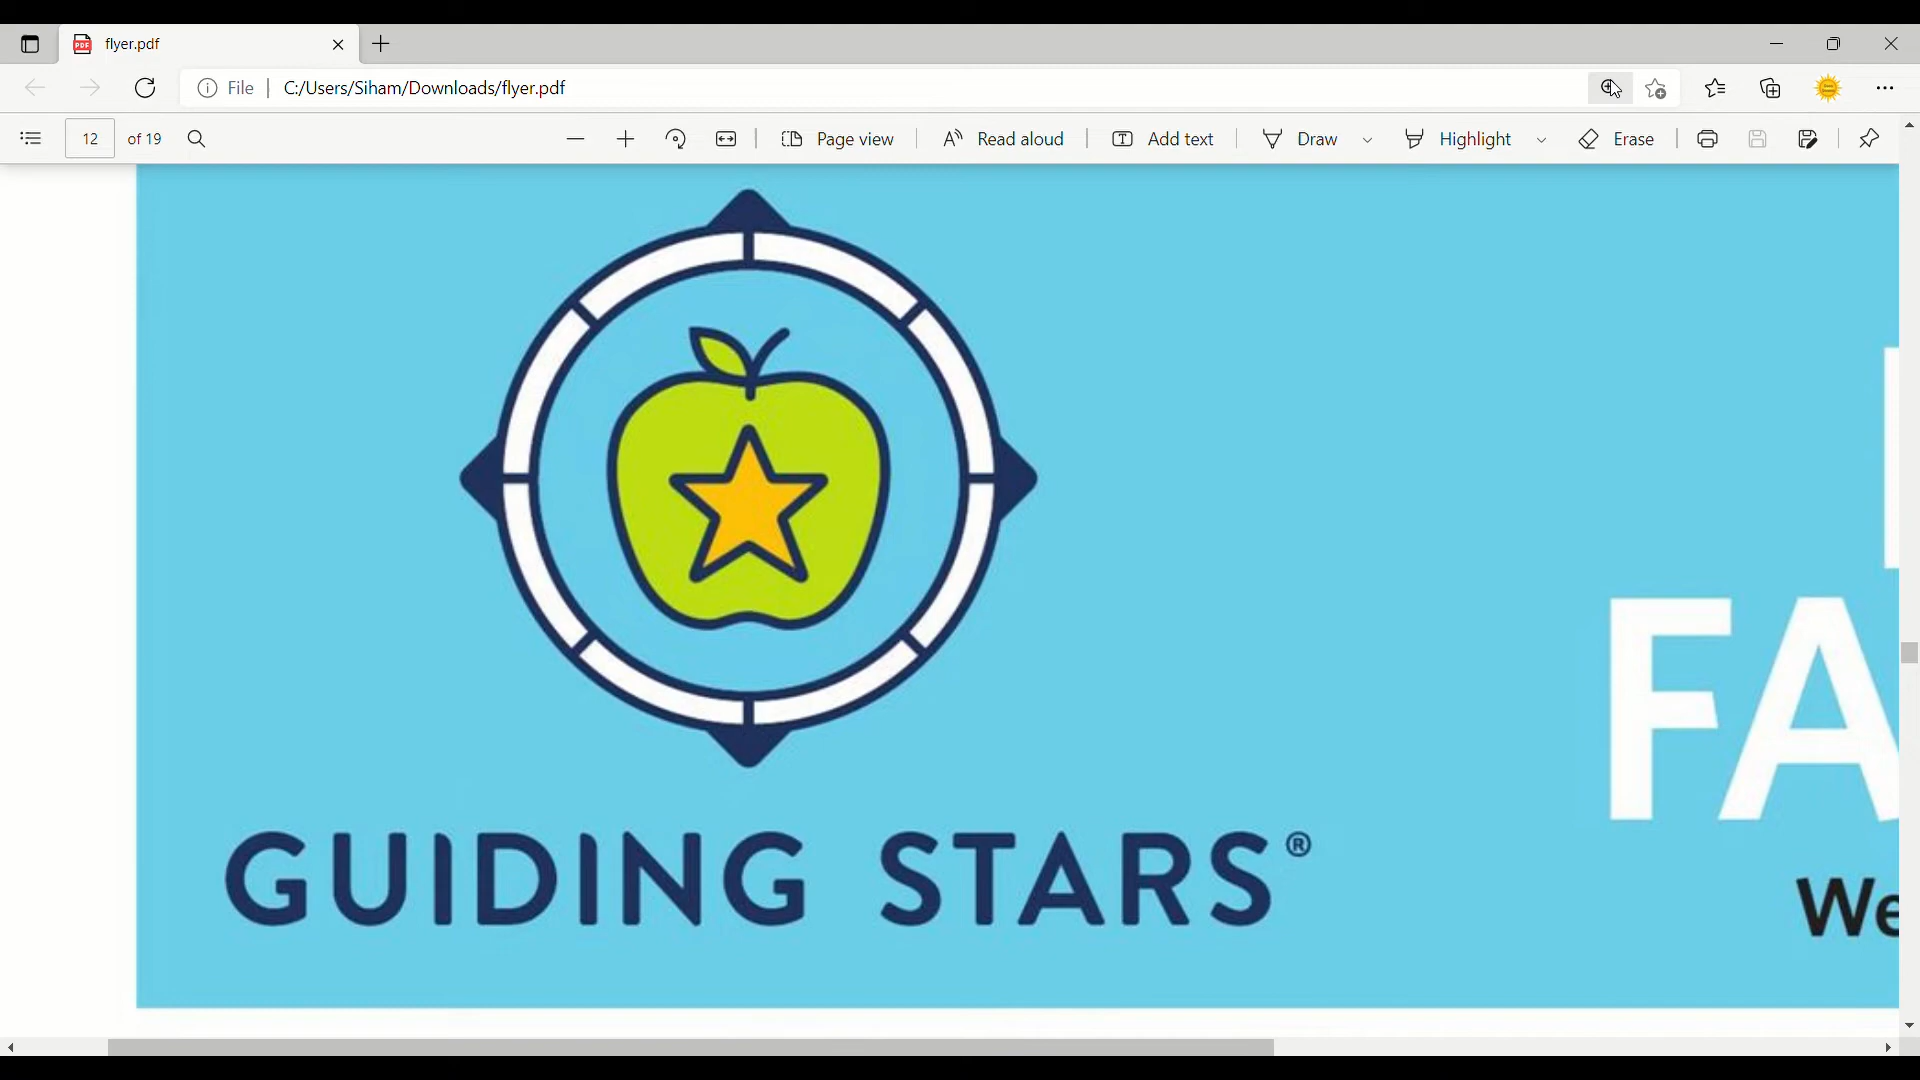 flyer.pdf
File
C:/Users/Siham/Downloads/flyer.pdf
12 of 19
Page view
Read aloud
Add text
Draw
Highlight
Erase
FA
We
GUIDING STARS®